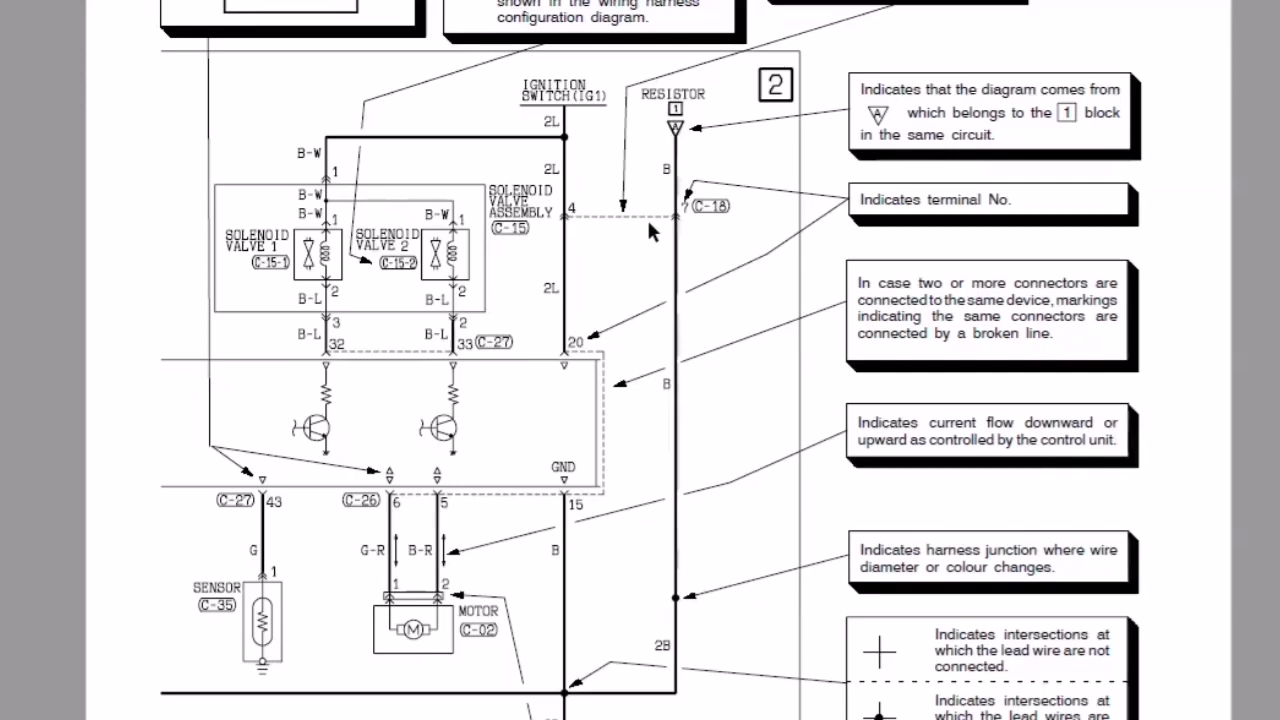 shown in the wiring harness
configuration diagram.
IGNITION
SWITCH(IG1)
RESISTOR
1
A
2
2L
B-W
1
2L
B
B-W
B-W
1
B-W
1
SOLENOID
VALVE
ASSEMBLY
(C-15)
4
7
(C-18)
SOLENOID
VALVE 1
(C-15-1)
SOLENOID
VALVE 2
(C-15-2)
B-L
2
B-L
2
2L
B-L
3
32
2
33
(C-27)
20
B
GND
(C-27)
43
(C-26)
6
5
15
G
G-R
B-R
B
1
1
2
SENSOR
(C-35)
MOTOR
(C-02)
M
2B
Indicates that the diagram comes from
A which belongs to the 1 block
in the same circuit.
Indicates terminal No.
In case two or more connectors are
connected to the same device, markings
indicating the same connectors are
connected by a broken line.
Indicates current flow downward or
upward as controlled by the control unit.
Indicates harness junction where wire
diameter or colour changes.
Indicates intersections at
which the lead wire are not
connected.
Indicates intersections at
which the lead wires are